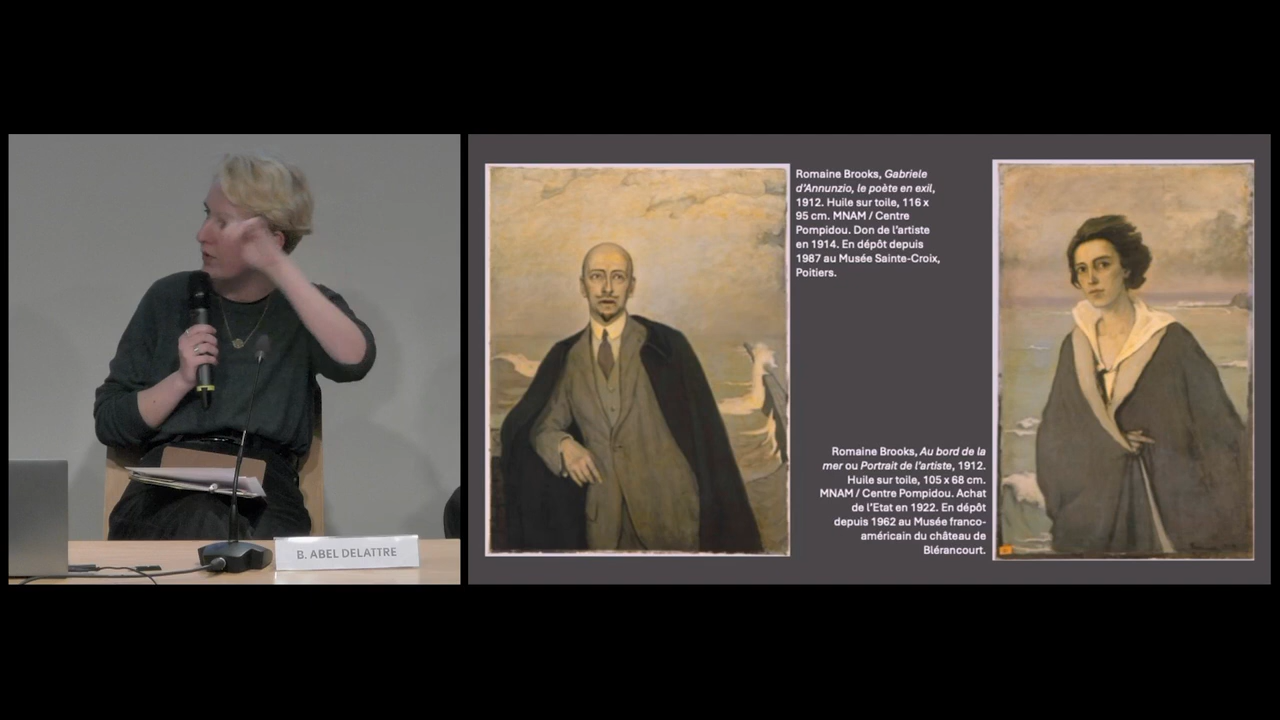 B. ABEL DELATTRE
Romaine Brooks, Gabriele
d'Annunzio, le poète en exil,
1912. Huile sur toile, 116 x
95 cm. MNAM / Centre
Pompidou. Don de l'artiste
en 1914. En dépôt depuis
1987 au Musée Sainte-Croix,
Poitiers.
Romaine Brooks, Au bord de la
mer ou Portrait de l'artiste, 1912.
Huile sur toile, 105 x 68 cm.
MNAM / Centre Pompidou. Achat
de l'Etat en 1922. En dépôt
depuis 1962 au Musée franco-
américain du château de
Blérancourt.